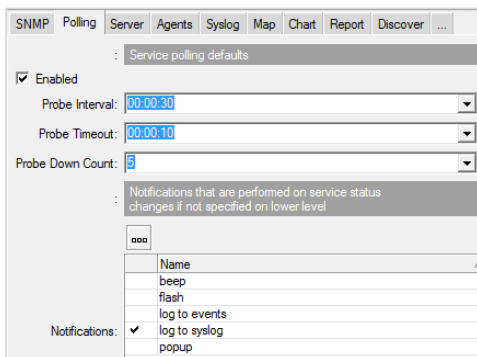 SNMP Polling Server Agents Syslog Map Chart Report Discover ...
: Service polling defaults
Enabled
Probe Interval: 00:00:30
Probe Timeout: 00:00:10
Probe Down Count: 5
: Notifications that are performed on service status
changes if not specified on lower level
Name
beep
flash
log to events
Notifications: log to syslog
popup